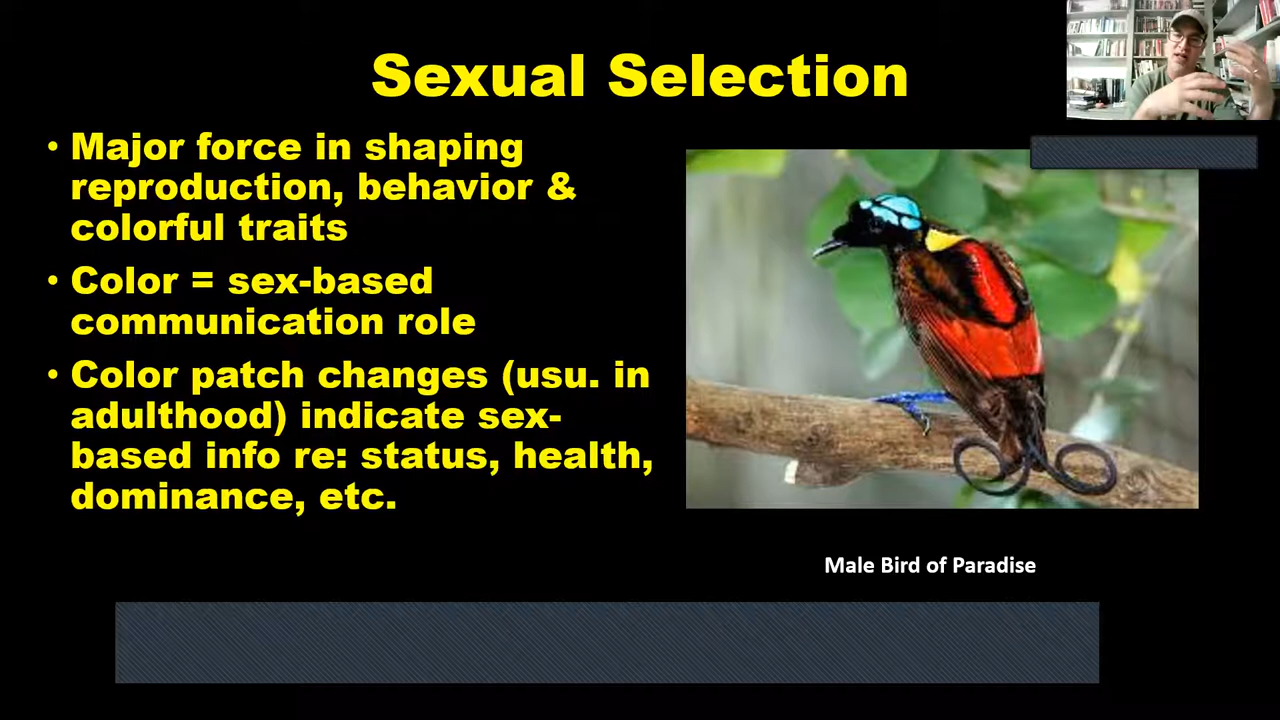 Sexual Selection
• Major force in shaping
reproduction, behavior &
colorful traits
• Color = sex-based
communication role
• Color patch changes (usu. in
adulthood) indicate sex-
based info re: status, health,
dominance, etc.
Male Bird of Paradise